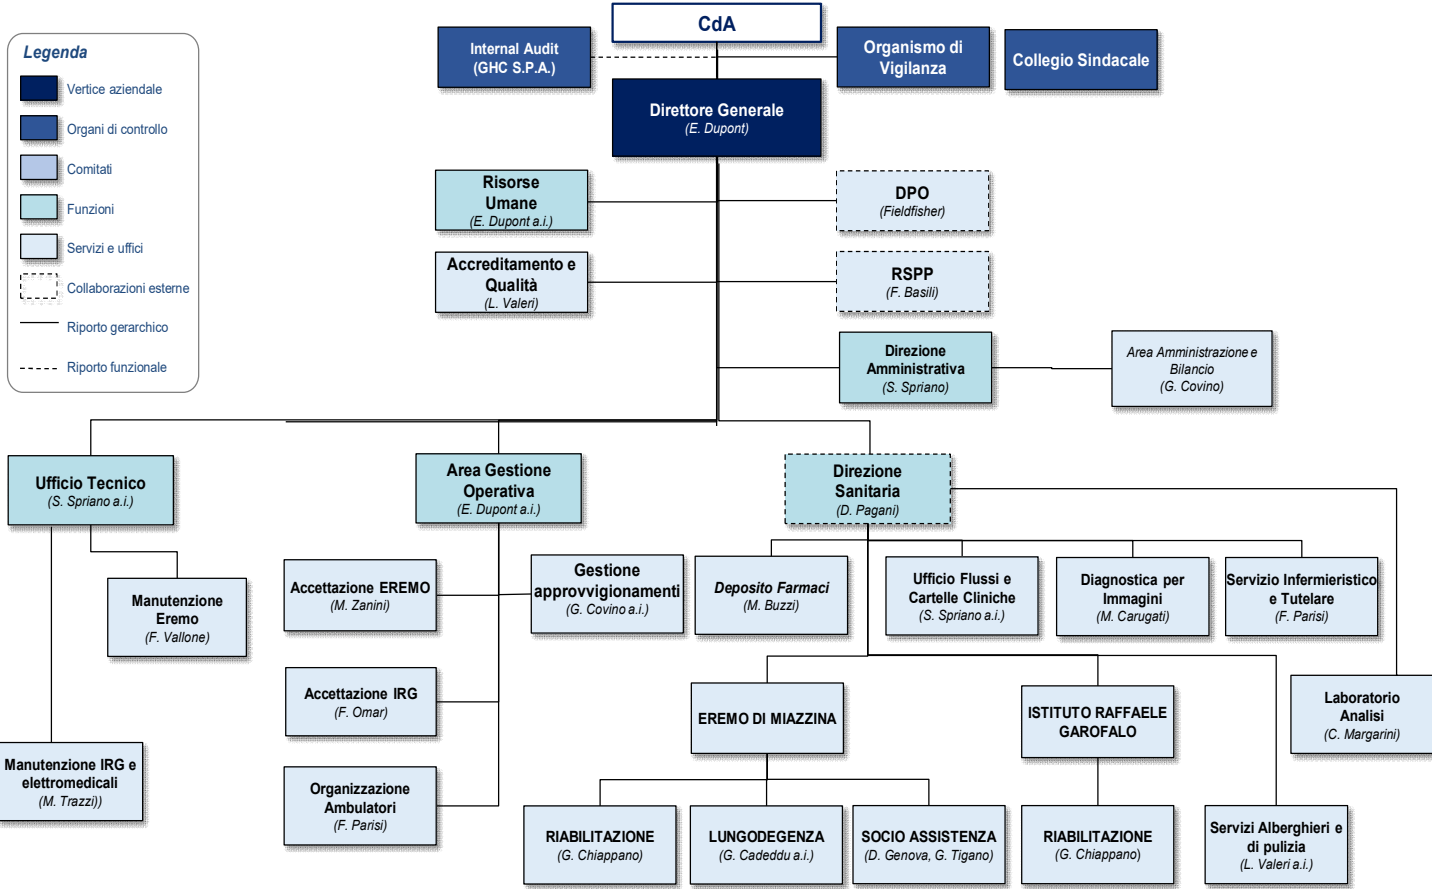 CdA
Internal Audit
(GHC S.P.A.)
Organismo di
Vigilanza
Collegio Sindacale
Legenda
Vertice aziendale
Organi di controllo
Comitati
Funzioni
Servizi e uffici
Collaborazioni esterne
Riporto gerarchico
Riporto funzionale
Direttore Generale
(E. Dupont)
Risorse
Umane
(E. Dupont a.i.)
DPO
(Fieldfisher)
Accreditamento e
Qualità
(L. Valeri)
RSPP
(F. Basili)
Direzione
Amministrativa
(S. Spriano)
Area Amministrazione e
Bilancio
(G. Covino)
Ufficio Tecnico
(S. Spriano a.i.)
Area Gestione
Operativa
(E. Dupont a.i.)
Direzione
Sanitaria
(D. Pagani)
Manutenzione
Eremo
(F. Vallone)
Manutenzione IRG e
elettromedicali
(M. Trazzi))
Accettazione EREMO
(M. Zanini)
Gestione
approvvigionamenti
(G. Covino a.i.)
Accettazione IRG
(F. Omar)
Organizzazione
Ambulatori
(F. Parisi)
Deposito Farmaci
(M. Buzzi)
Ufficio Flussi e
Cartelle Cliniche
(S. Spriano a.i.)
Diagnostica per
Immagini
(M. Carugati)
Servizio Infermieristico
e Tutelare
(F. Parisi)
EREMO DI MIAZZINA
ISTITUTO RAFFAELE
GAROFALO
Laboratorio
Analisi
(C. Margarini)
RIABILITAZIONE
(G. Chiappano)
LUNGODEGENZA
(G. Cadeddu a.i.)
SOCIO ASSISTENZA
(D. Genova, G. Tigano)
RIABILITAZIONE
(G. Chiappano)
Servizi Alberghieri e
di pulizia
(L. Valeri a.i.)